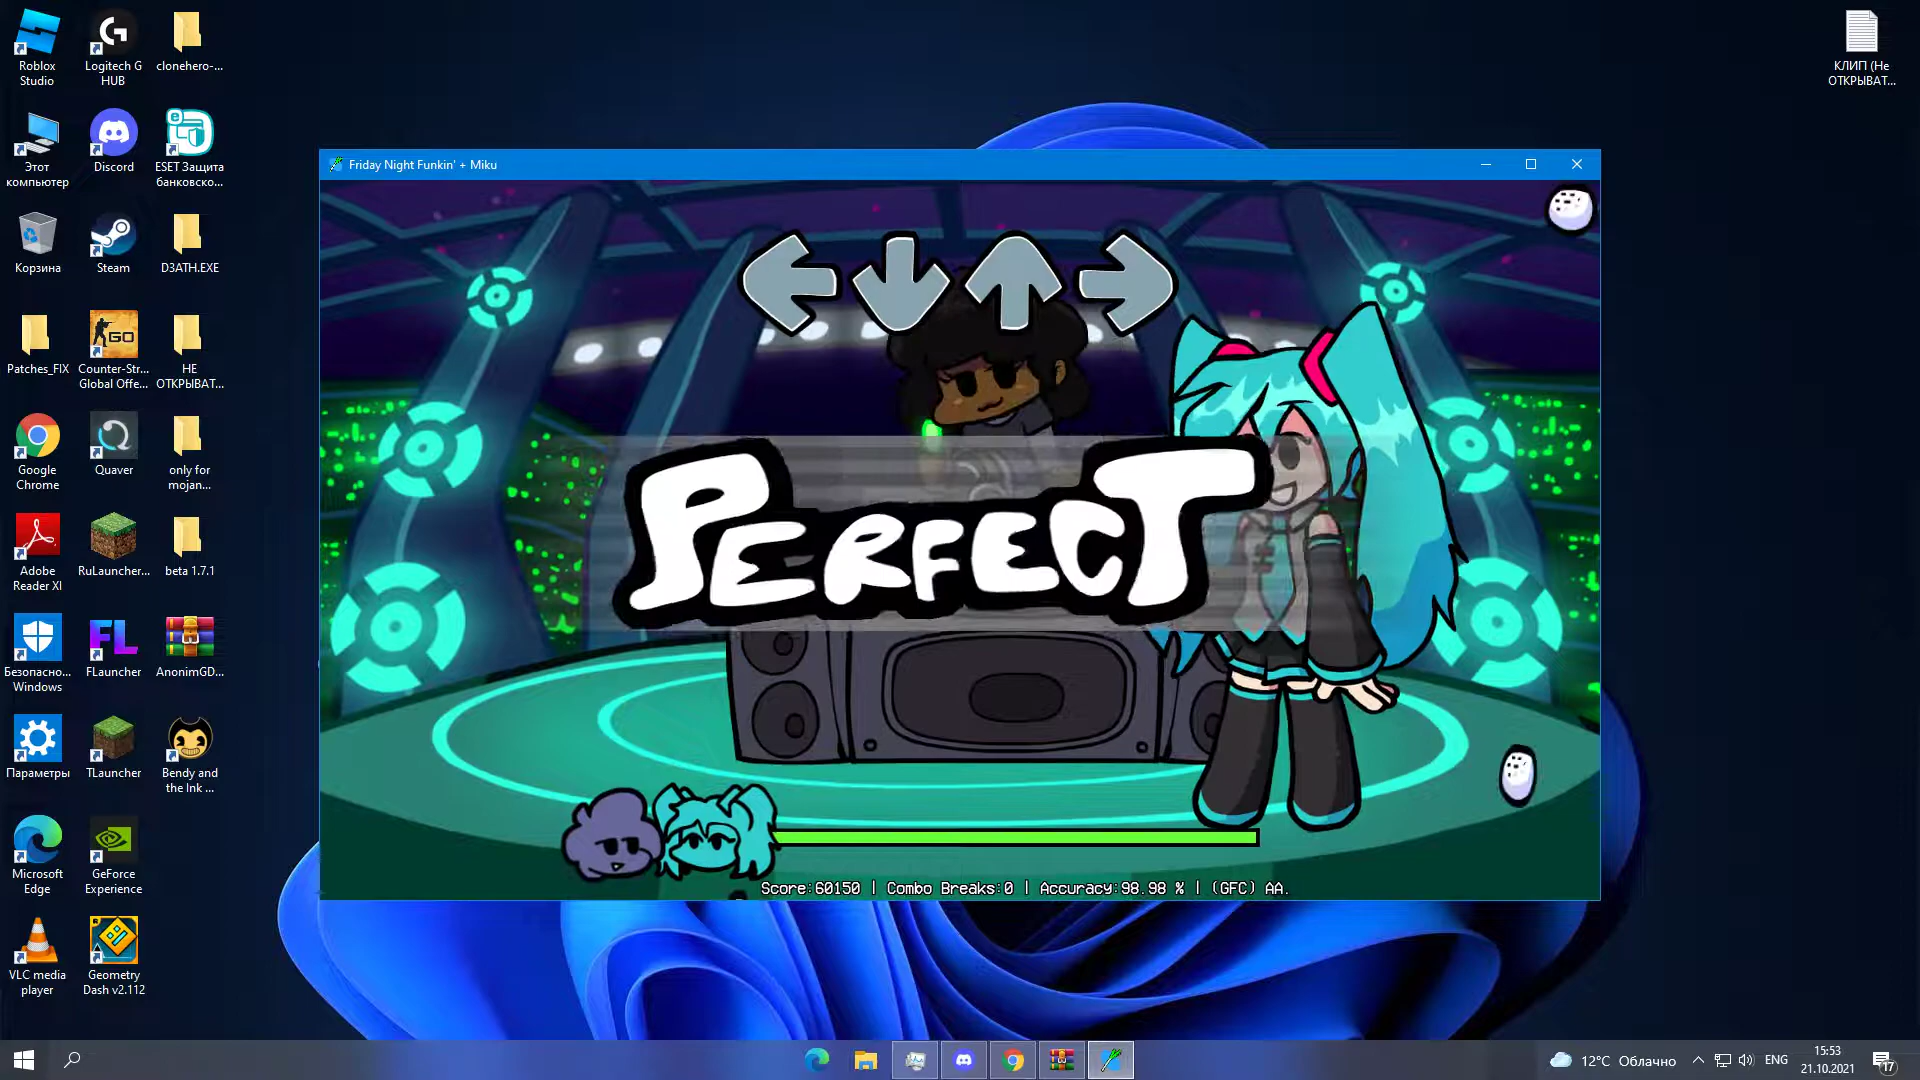 Roblox
Studio
Logitech G
HUB
clonehero-...
Этот
компьютер
Discord
ESET Защита
банковско...
Корзина
Steam
D3ATH.EXE
Patches_FIX
Counter-Str...
Global Offe...
GO
НЕ
ОТКРЫВАТ...
Google
Chrome
Quaver
only for
mojan...
Adobe
Reader XI
RuLauncher...
beta 1.7.1
Безопасно...
Windows
FL
FLauncher
AnonimGD...
Параметры
TLauncher
Bendy and
the Ink ...
Microsoft
Edge
GeForce
Experience
VLC media
player
Geometry
Dash v2.112
КЛИП (Не
ОТКРЫВАТ...
Friday Night Funkin' + Miku
PERFECT
Score:60150 | Combo Breaks:0 | Accuracy:98.98 % | (GFC) AA.
12°C Облачно
ENG
15:53
21.10.2021
17